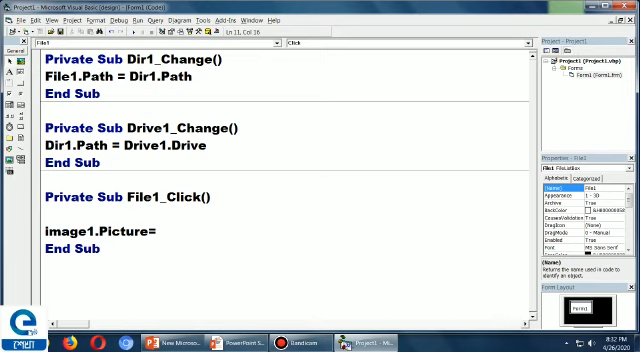 Project1 - Microsoft Visual Basic [design] - [Form1 (Code)]
File Edit View Project Format Debug Run Query Diagram Tools Add-Ins Window Help
Ln 11, Col 16
General
File1 Click
Private Sub Dir1_Change()
File1.Path = Dir1.Path
End Sub
Private Sub Drive1_Change()
Dir1.Path = Drive1.Drive
End Sub
Private Sub File1_Click()
image1.Picture=
End Sub
Project - Project1
Project1 (Project1.vbp)
Forms
Form1 (Form1.frm)
Properties - File1
File1 FileListBox
Alphabetic Categorized
(Name) File1
Appearance 1 - 3D
Archive True
BackColor
CausesValidation True
DragIcon (None)
DragMode 0 - Manual
Enabled True
Font MS Sans Serif
(Name)
Returns the name used in code to
identify an object.
Form Layout
Form1
New Microsof...
PowerPoint S...
Bandicam
Project1 - Mi...
8:32 PM
4/26/2020